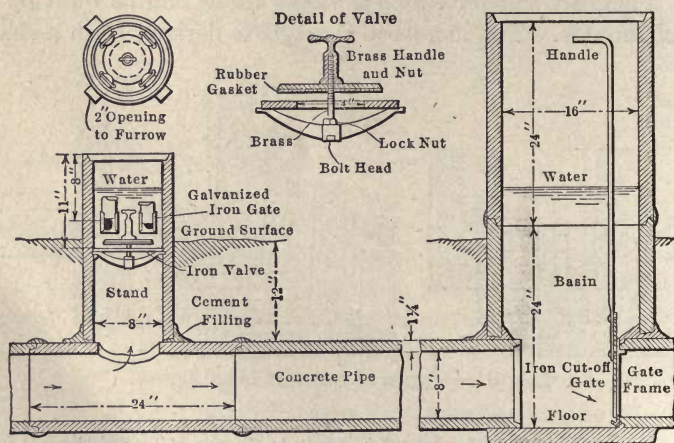 Detail of Valve
Brass Handle
and Nut
Rubber
Gasket
4"
Brass
Lock Nut
Bolt Head
2" Opening
to Furrow
Handle
16"
24"
Water
Basin
24"
Iron Cut-off
Gate
Gate
Frame
Floor
Water
8"
11"
Galvanized
Iron Gate
Ground Surface
Iron Valve
Stand
Cement
Filling
8"
12"
1¼"
24"
Concrete Pipe
8"